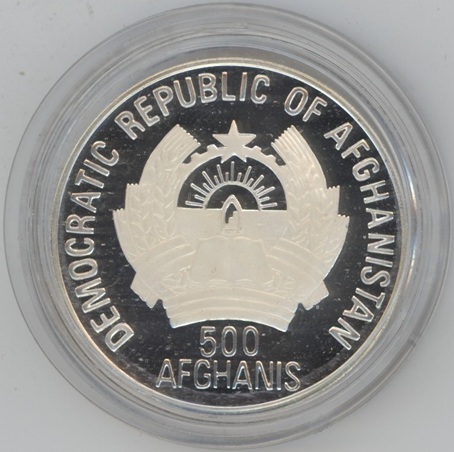 DEMOCRATIC REPUBLIC OF AFGHANISTAN
500
AFGHANIS